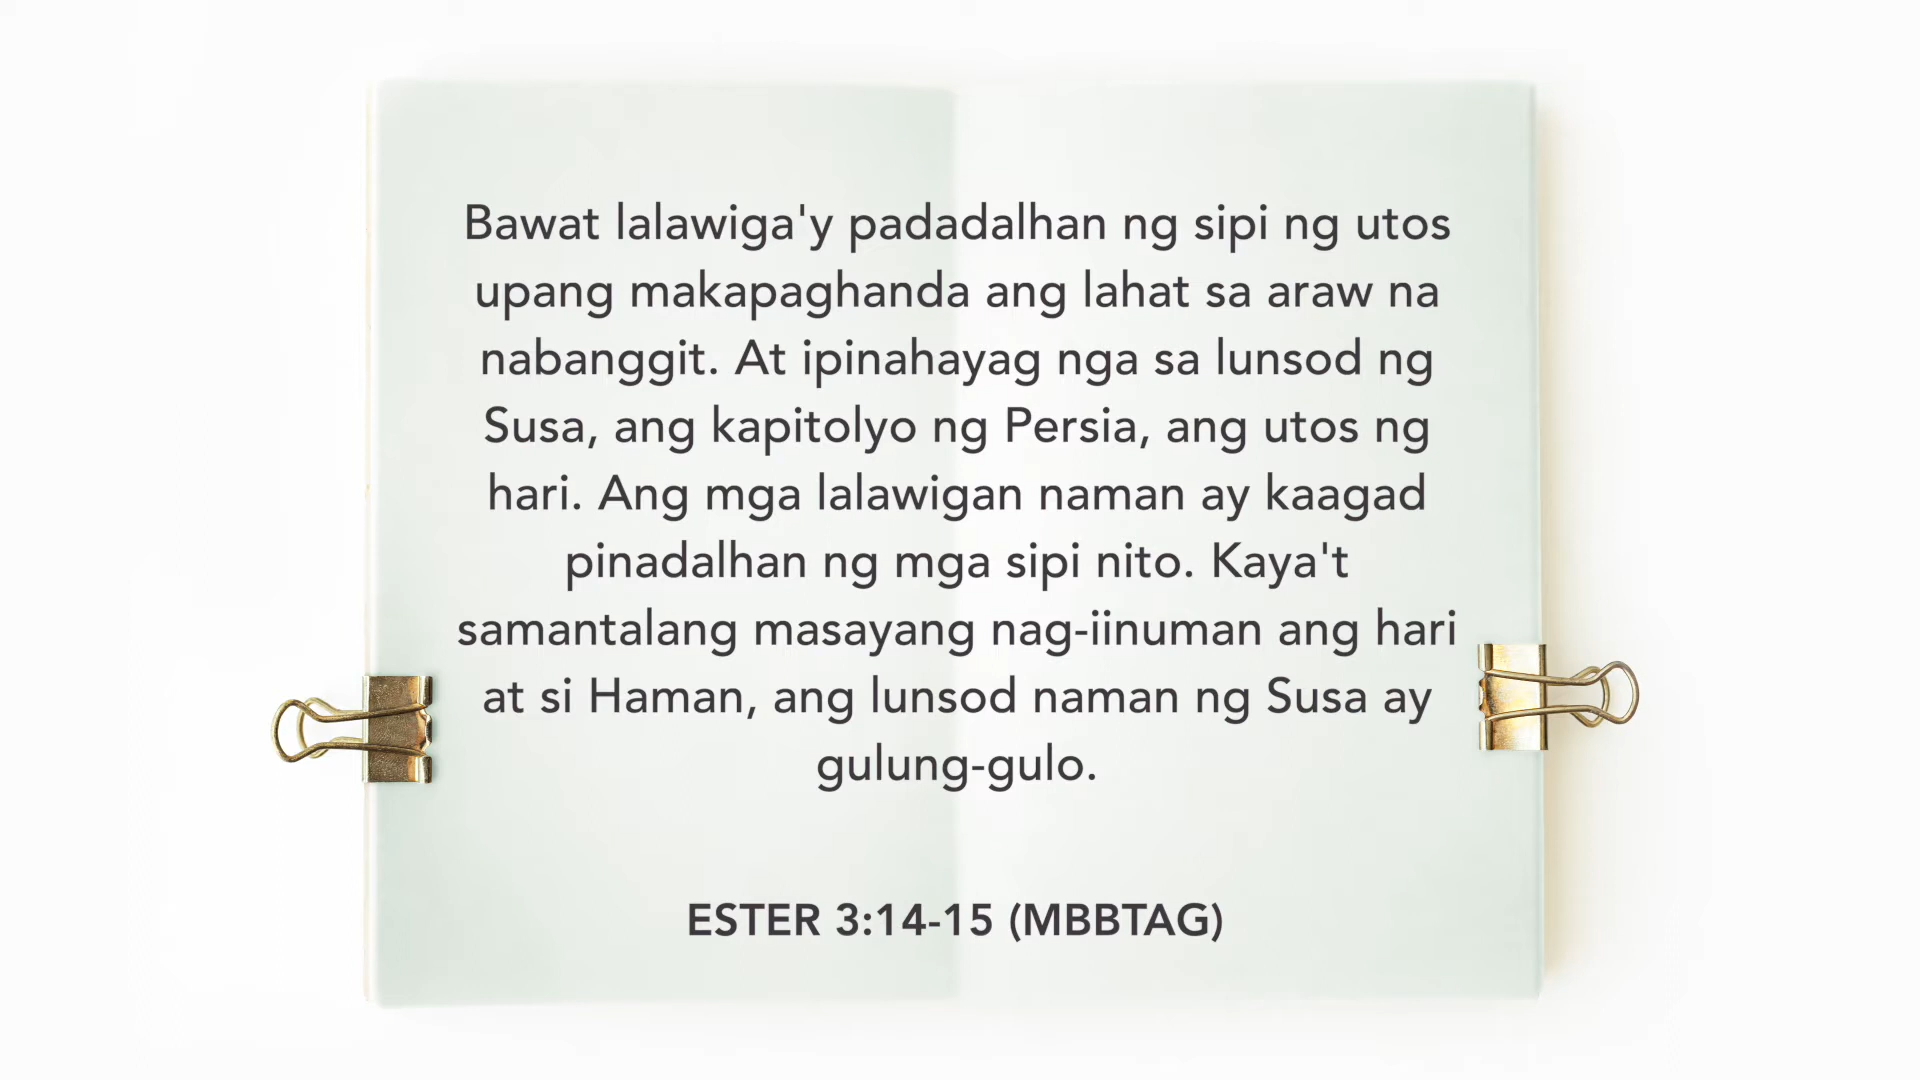 Bawat lalawiga'y padadalhan ng sipi ng utos
upang makapaghanda ang lahat sa araw na
nabanggit. At ipinahayag nga sa lunsod ng
Susa, ang kapitolyo ng Persia, ang utos ng
hari. Ang mga lalawigan naman ay kaagad
pinadalhan ng mga sipi nito. Kaya't
samantalang masayang nag-iinuman ang hari
at si Haman, ang lunsod naman ng Susa ay
gulung-gulo.
ESTER 3:14-15 (MBBTAG)